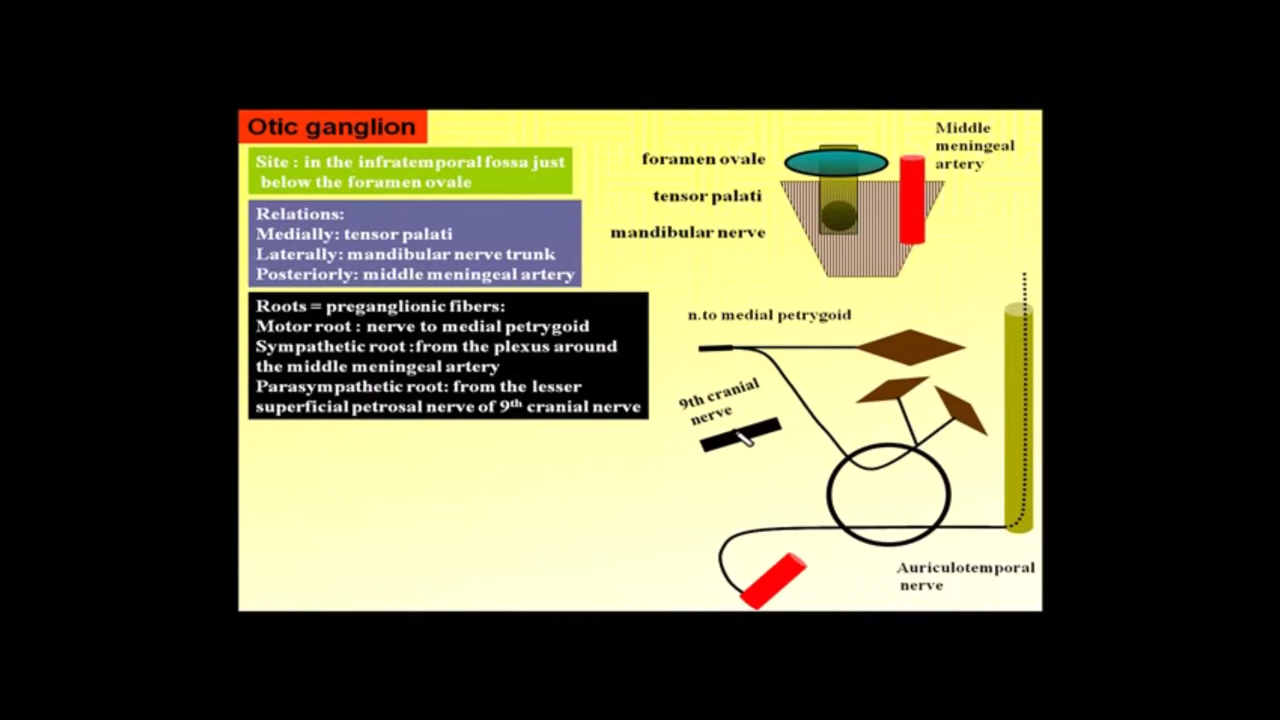 Otic ganglion
Site : in the infratemporal fossa just
below the foramen ovale
Relations:
Medially: tensor palati
Laterally: mandibular nerve trunk
Posteriorly: middle meningeal artery
Roots = preganglionic fibers:
Motor root : nerve to medial petrygoid
Sympathetic root :from the plexus around
the middle meningeal artery
Parasympathetic root: from the lesser
superficial petrosal nerve of 9th cranial nerve
Middle
meningeal
artery
foramen ovale
tensor palati
mandibular nerve
n.to medial petrygoid
9th cranial
nerve
Auriculotemporal
nerve